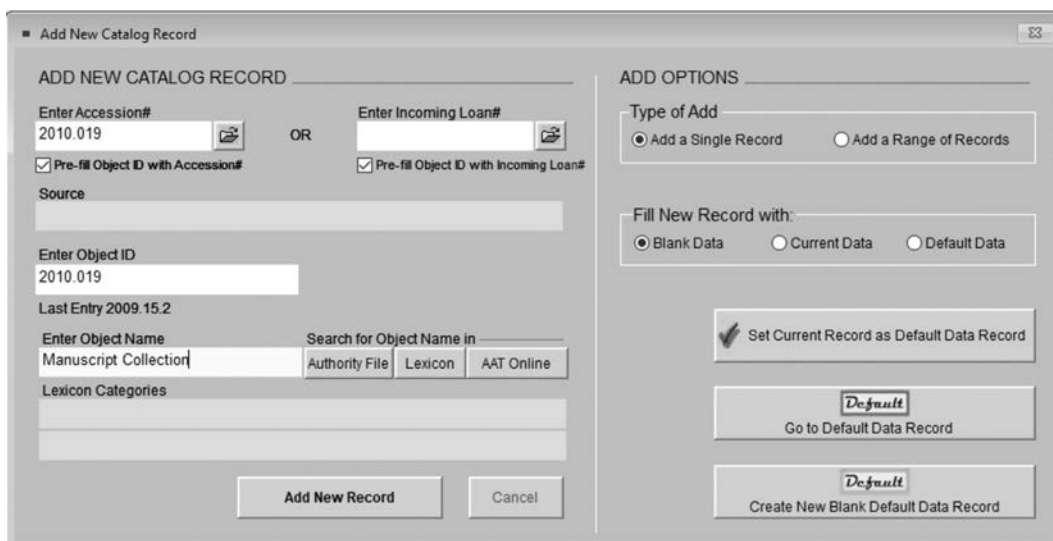 Add New Catalog Record
ADD NEW CATALOG RECORD
Enter Accession#
Enter Incoming Loan#
2010.019
OR
Pre-fill Object ID with Accession#
Pre-fill Object ID with Incoming Loan#
Source
Enter Object ID
2010.019
Last Entry 2009.15.2
Enter Object Name
Search for Object Name in
Manuscript Collection
Authority File
Lexicon
AAT Online
Lexicon Categories
Add New Record
Cancel
ADD OPTIONS
Type of Add
Add a Single Record
Add a Range of Records
Fill New Record with:
Blank Data
Current Data
Default Data
Set Current Record as Default Data Record
Default
Go to Default Data Record
Default
Create New Blank Default Data Record